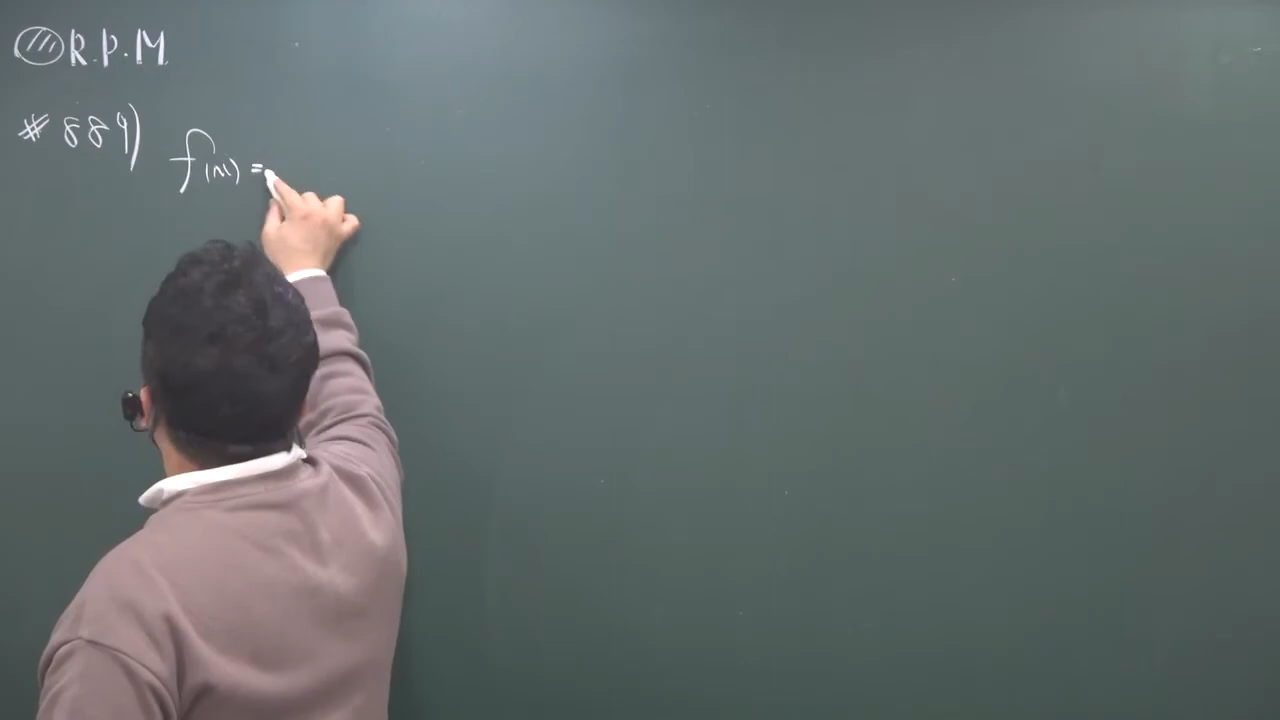 R.P.M
# 889)
f(n) =